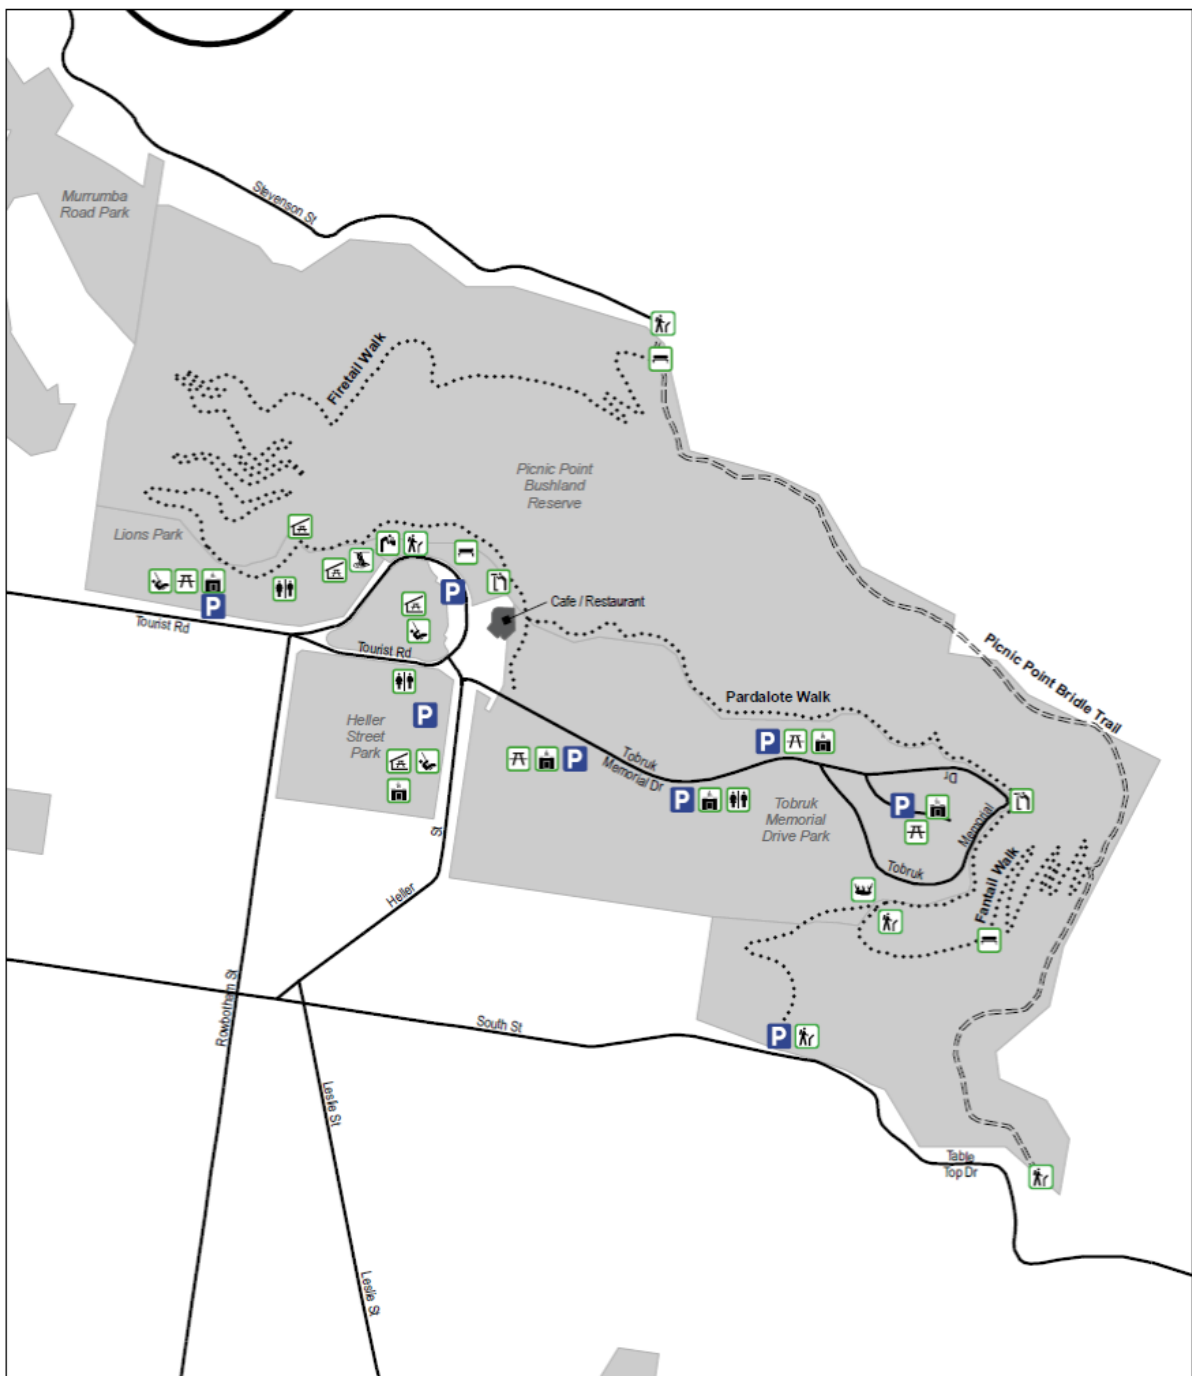 Stevenson St
Murrumba
Road Park
Firetail Walk
Picnic Point
Bushland
Reserve
Lions Park
P
P
Cafe / Restaurant
Tourist Rd
Tourist Rd
Picnic Point Bridle Trail
Pardalote Walk
Heller
Street
Park
P
P
P
Tobruk
Memorial Dr
P
Tobruk
Memorial
Drive Park
Dr
P
Memorial
Tobruk
Fantail Walk
St
Heller
Rowbotham St
South St
P
Leslie St
Table
Top Dr
Leslie St